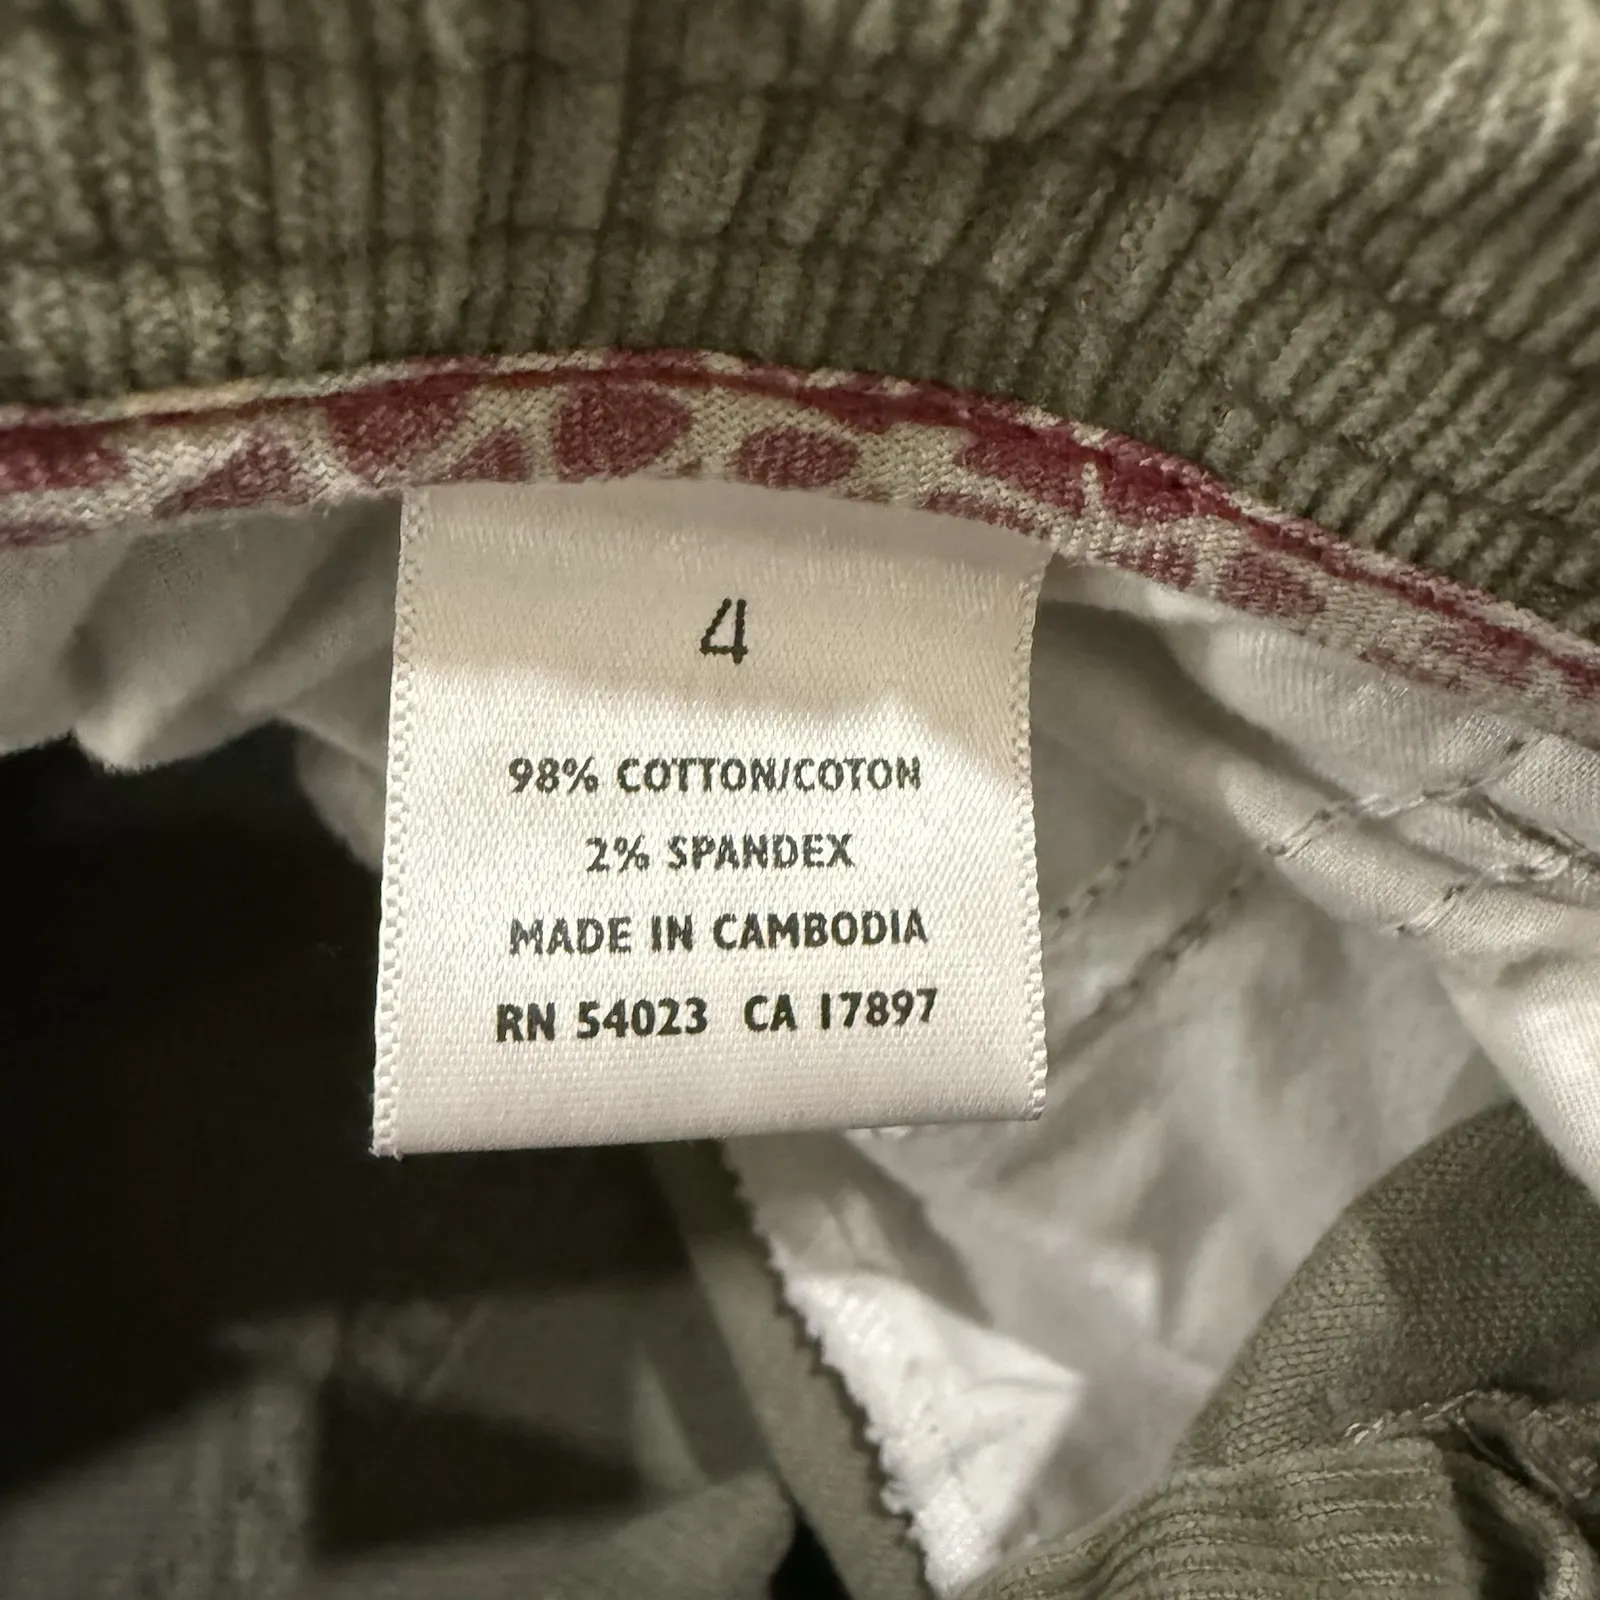 4
98% COTTON/COTON
2% SPANDEX
MADE IN CAMBODIA
RN 54023 CA 17897